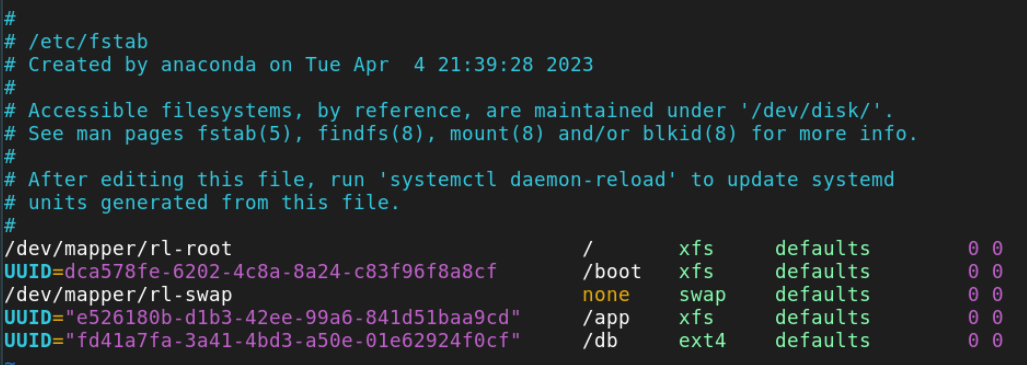 #
# /etc/fstab
# Created by anaconda on Tue Apr  4 21:39:28 2023
#
# Accessible filesystems, by reference, are maintained under '/dev/disk/'.
# See man pages fstab(5), findfs(8), mount(8) and/or blkid(8) for more info.
#
# After editing this file, run 'systemctl daemon-reload' to update systemd
# units generated from this file.
#
/dev/mapper/rl-root                             /       xfs     defaults        0 0
UUID=dca578fe-6202-4c8a-8a24-c83f96f8a8cf       /boot   xfs     defaults        0 0
/dev/mapper/rl-swap                             none    swap    defaults        0 0
UUID="e526180b-d1b3-42ee-99a6-841d51baa9cd"     /app    xfs     defaults        0 0
UUID="fd41a7fa-3a41-4bd3-a50e-01e62924f0cf"     /db     ext4    defaults        0 0
~